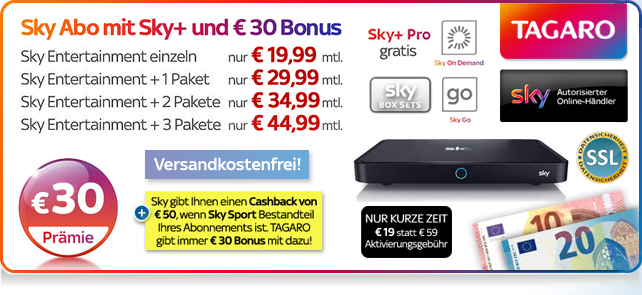 Sky Abo mit Sky+ und € 30 Bonus
Sky Entertainment einzeln nur € 19,99 mtl.
Sky Entertainment + 1 Paket nur € 29,99 mtl.
Sky Entertainment + 2 Pakete nur € 34,99 mtl.
Sky Entertainment + 3 Pakete nur € 44,99 mtl.
Sky+ Pro
gratis
Sky On Demand
sky
BOX SETS
go
Sky Go
TAGARO
sky Autorisierter
Online-Händler
Versandkostenfrei!
€30
Prämie
+ Sky gibt Ihnen einen Cashback von
€ 50, wenn Sky Sport Bestandteil
Ihres Abonnements ist. TAGARO
gibt immer € 30 Bonus mit dazu!
sky
sky
NUR KURZE ZEIT
€ 19 statt € 59
Aktivierungsgebühr
DATENSICHERHEIT
SSL
DATENSICHERHEIT
10
20